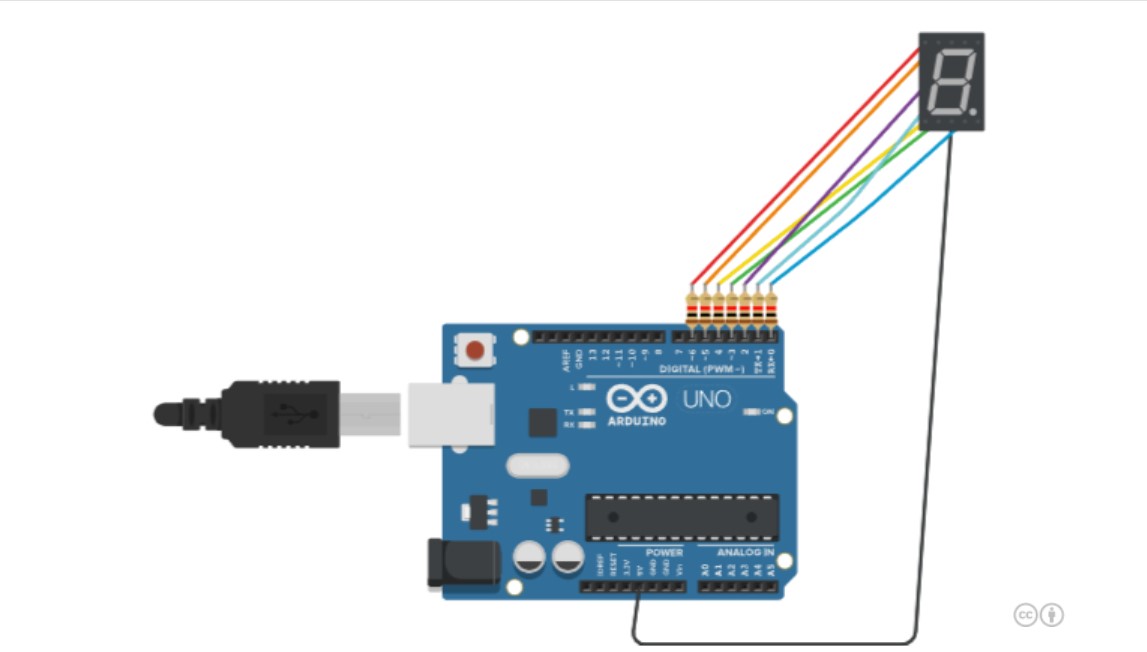 AREF
GND
13
12
~11
~10
~9
8
7
~6
~5
4
~3
2
TX→1
RX←0
DIGITAL (PWM~)
L
TX
RX
ARDUINO
UNO
ON
POWER
ANALOG IN
IOREF
RESET
3.3V
5V
GND
GND
Vin
A0
A1
A2
A3
A4
A5
cc